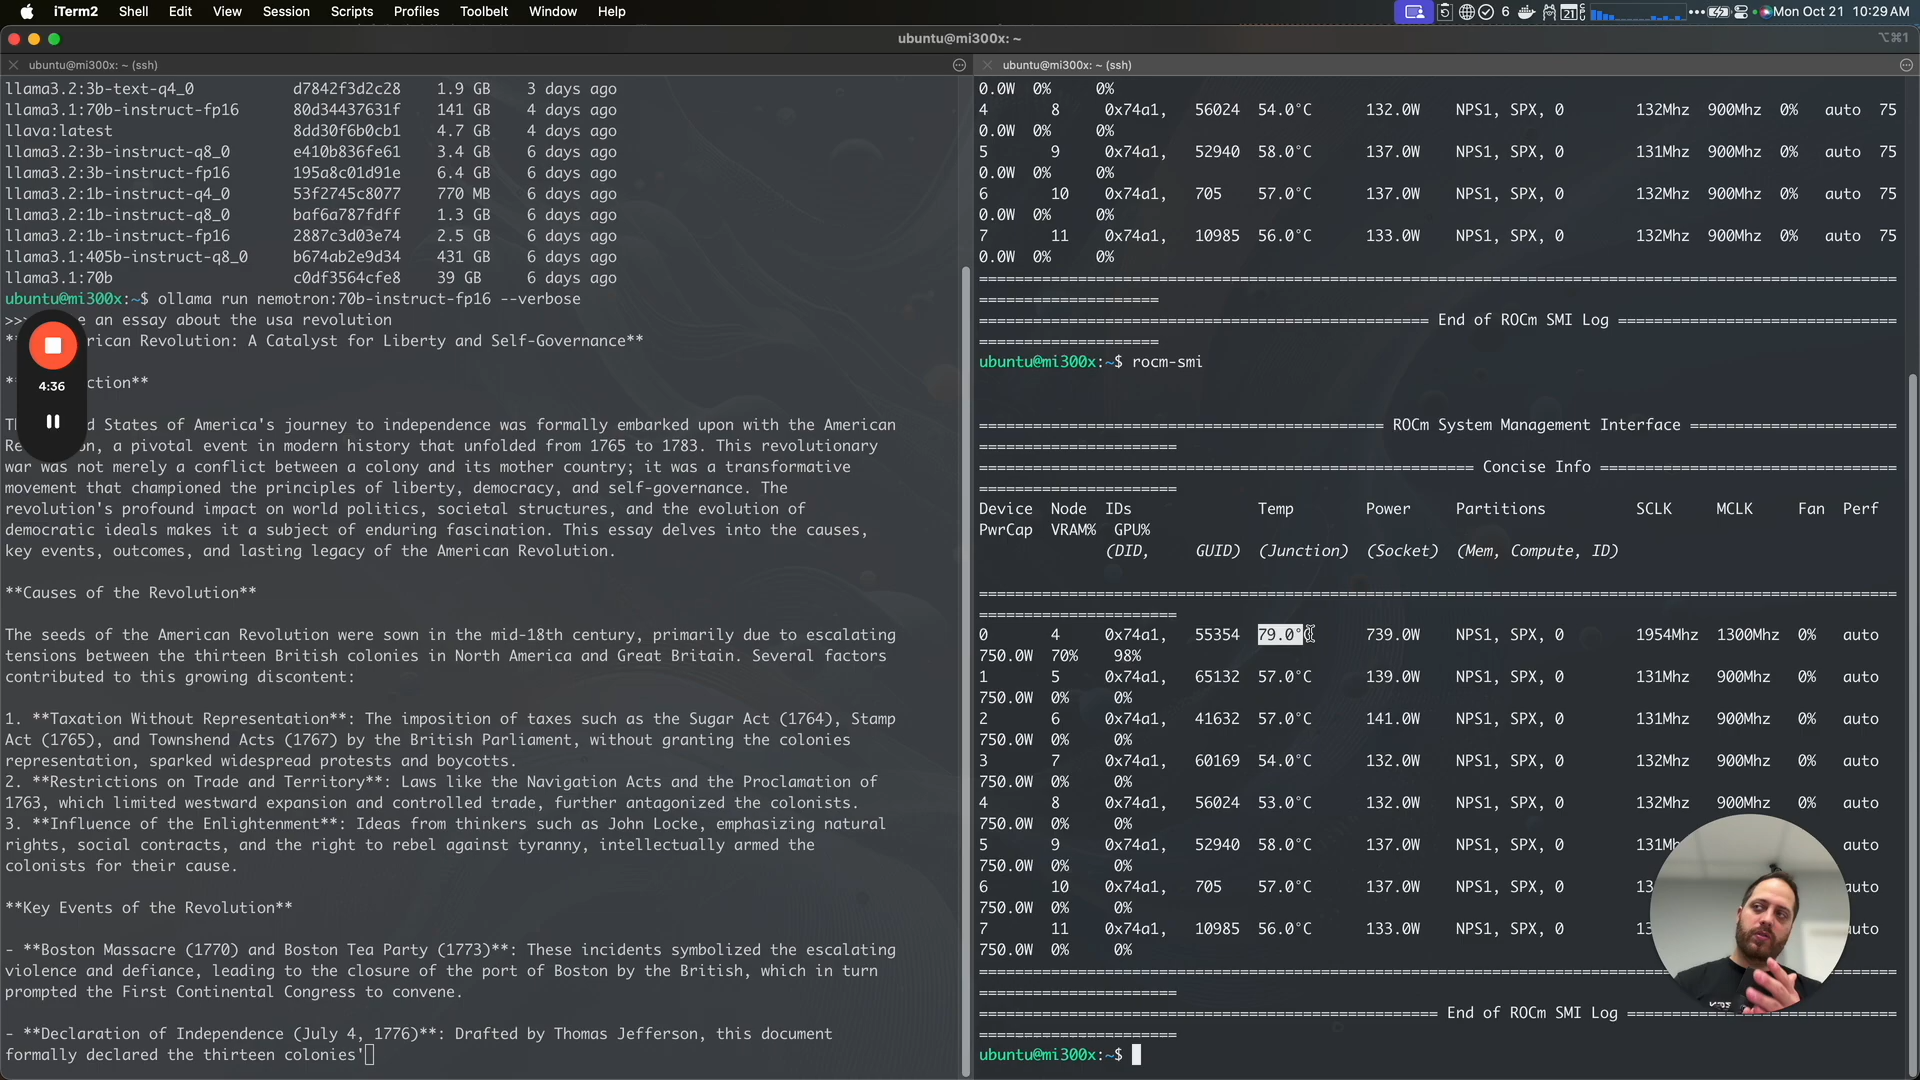 iTerm2 Shell Edit View Session Scripts Profiles Toolbelt Window Help 6 21 Mon Oct 21 10:29 AM
ubuntu@mi300x: ~
⌥⌘1
ubuntu@mi300x: ~ (ssh)
llama3.2:3b-text-q4_0 d7842f3d2c28 1.9 GB 3 days ago
llama3.1:70b-instruct-fp16 80d34437631f 141 GB 4 days ago
llava:latest 8dd30f6b0cb1 4.7 GB 4 days ago
llama3.2:3b-instruct-q8_0 e410b836fe61 3.4 GB 6 days ago
llama3.2:3b-instruct-fp16 195a8c01d91e 6.4 GB 6 days ago
llama3.2:1b-instruct-q4_0 53f2745c8077 770 MB 6 days ago
llama3.2:1b-instruct-q8_0 baf6a787fdff 1.3 GB 6 days ago
llama3.2:1b-instruct-fp16 2887c3d03e74 2.5 GB 6 days ago
llama3.1:405b-instruct-q8_0 b674ab2e9d34 431 GB 6 days ago
llama3.1:70b c0df3564cfe8 39 GB 6 days ago
ubuntu@mi300x:~$ ollama run nemotron:70b-instruct-fp16 --verbose
>> e an essay about the usa revolution
** rican Revolution: A Catalyst for Liberty and Self-Governance**
4:36
* ction**
T d States of America's journey to independence was formally embarked upon with the American
Re on, a pivotal event in modern history that unfolded from 1765 to 1783. This revolutionary
war was not merely a conflict between a colony and its mother country; it was a transformative
movement that championed the principles of liberty, democracy, and self-governance. The
revolution's profound impact on world politics, societal structures, and the evolution of
democratic ideals makes it a subject of enduring fascination. This essay delves into the causes,
key events, outcomes, and lasting legacy of the American Revolution.
**Causes of the Revolution**
The seeds of the American Revolution were sown in the mid-18th century, primarily due to escalating
tensions between the thirteen British colonies in North America and Great Britain. Several factors
contributed to this growing discontent:
1. **Taxation Without Representation**: The imposition of taxes such as the Sugar Act (1764), Stamp
Act (1765), and Townshend Acts (1767) by the British Parliament, without granting the colonies
representation, sparked widespread protests and boycotts.
2. **Restrictions on Trade and Territory**: Laws like the Navigation Acts and the Proclamation of
1763, which limited westward expansion and controlled trade, further antagonized the colonists.
3. **Influence of the Enlightenment**: Ideas from thinkers such as John Locke, emphasizing natural
rights, social contracts, and the right to rebel against tyranny, intellectually armed the
colonists for their cause.
**Key Events of the Revolution**
- **Boston Massacre (1770) and Boston Tea Party (1773)**: These incidents symbolized the escalating
violence and defiance, leading to the closure of the port of Boston by the British, which in turn
prompted the First Continental Congress to convene.
- **Declaration of Independence (July 4, 1776)**: Drafted by Thomas Jefferson, this document
formally declared the thirteen colonies'
ubuntu@mi300x: ~ (ssh)
0.0W 0% 0%
4 8 0x74a1, 56024 54.0°C 132.0W NPS1, SPX, 0 132Mhz 900Mhz 0% auto 75
0.0W 0% 0%
5 9 0x74a1, 52940 58.0°C 137.0W NPS1, SPX, 0 131Mhz 900Mhz 0% auto 75
0.0W 0% 0%
6 10 0x74a1, 705 57.0°C 137.0W NPS1, SPX, 0 132Mhz 900Mhz 0% auto 75
0.0W 0% 0%
7 11 0x74a1, 10985 56.0°C 133.0W NPS1, SPX, 0 132Mhz 900Mhz 0% auto 75
0.0W 0% 0%
End of ROCm SMI Log
ubuntu@mi300x:~$ rocm-smi
ROCm System Management Interface
Concise Info
Device Node IDs Temp Power Partitions SCLK MCLK Fan Perf
PwrCap VRAM% GPU%
(DID, GUID) (Junction) (Socket) (Mem, Compute, ID)
0 4 0x74a1, 55354 79.0°C 739.0W NPS1, SPX, 0 1954Mhz 1300Mhz 0% auto
750.0W 70% 98%
1 5 0x74a1, 65132 57.0°C 139.0W NPS1, SPX, 0 131Mhz 900Mhz 0% auto
750.0W 0% 0%
2 6 0x74a1, 41632 57.0°C 141.0W NPS1, SPX, 0 131Mhz 900Mhz 0% auto
750.0W 0% 0%
3 7 0x74a1, 60169 54.0°C 132.0W NPS1, SPX, 0 132Mhz 900Mhz 0% auto
750.0W 0% 0%
4 8 0x74a1, 56024 53.0°C 132.0W NPS1, SPX, 0 132Mhz 900Mhz 0% auto
750.0W 0% 0%
5 9 0x74a1, 52940 58.0°C 137.0W NPS1, SPX, 0 131Mh auto
750.0W 0% 0%
6 10 0x74a1, 705 57.0°C 137.0W NPS1, SPX, 0 13 uto
750.0W 0% 0%
7 11 0x74a1, 10985 56.0°C 133.0W NPS1, SPX, 0 13 uto
750.0W 0% 0%
End of ROCm SMI Log
ubuntu@mi300x:~$